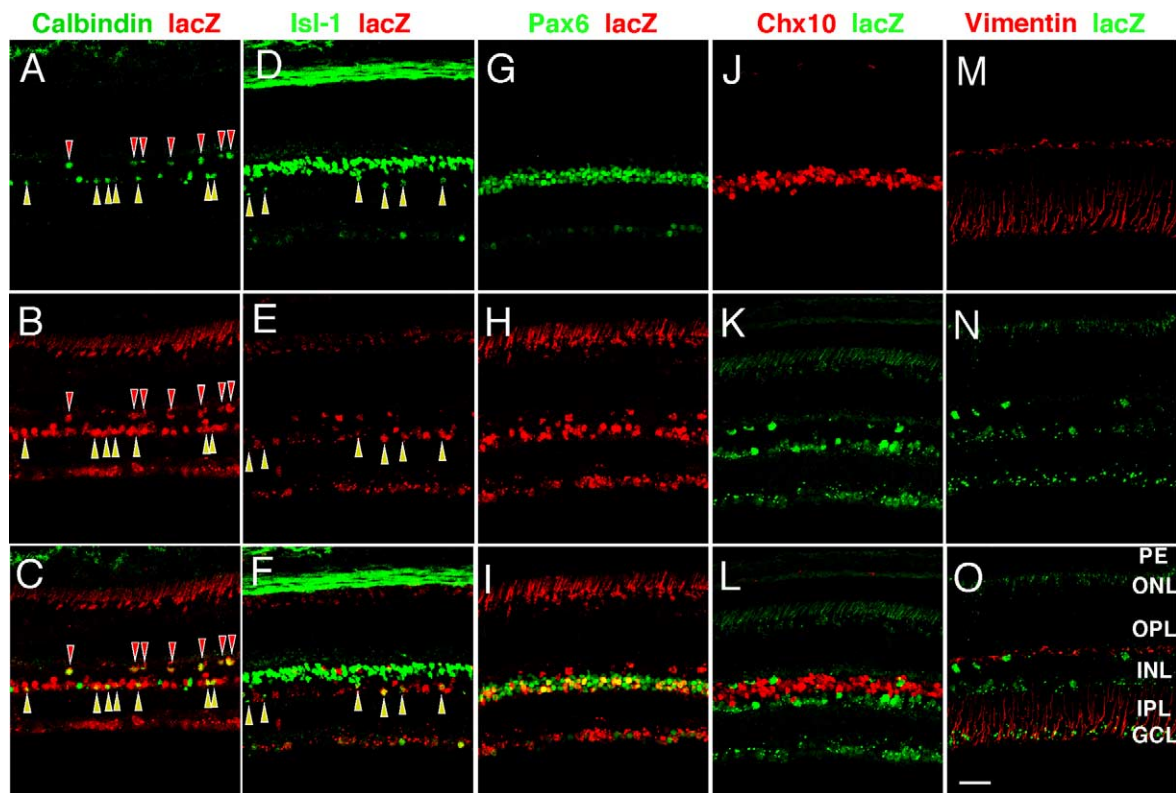 Calbindin lacZ
Isl-1 lacZ
Pax6 lacZ
Chx10 lacZ
Vimentin lacZ
A
D
G
J
M
B
E
H
K
N
C
F
I
L
O
PE
ONL
OPL
INL
IPL
GCL